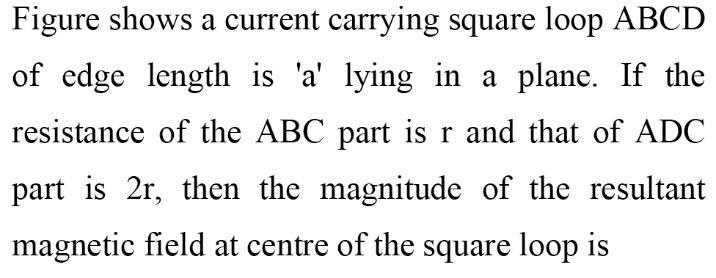 Figure shows a current carrying square loop ABCD
of edge length is 'a' lying in a plane. If the
resistance of the ABC part is r and that of ADC
part is 2r, then the magnitude of the resultant
magnetic field at centre of the square loop is